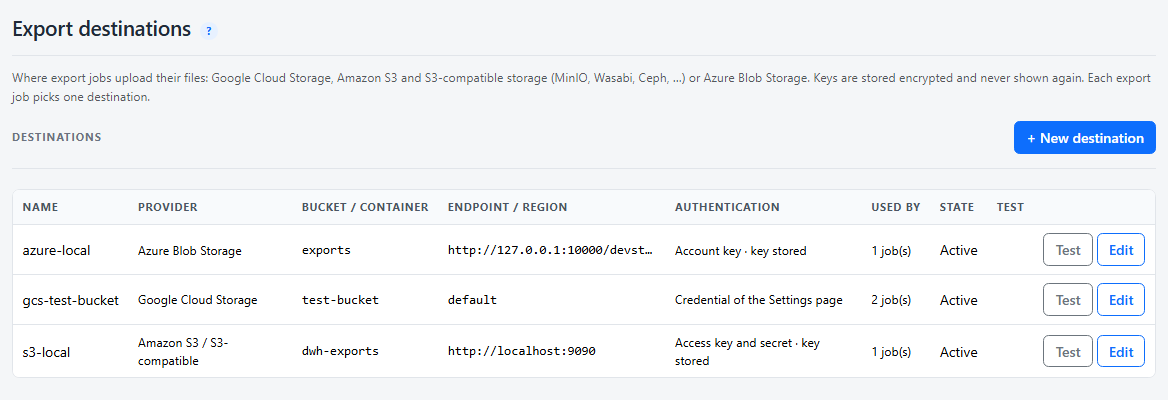 Export destinations ?
Where export jobs upload their files: Google Cloud Storage, Amazon S3 and S3-compatible storage (MinIO, Wasabi, Ceph, ...) or Azure Blob Storage. Keys are stored encrypted and never shown again. Each export
job picks one destination.
DESTINATIONS
+ New destination
NAME PROVIDER BUCKET / CONTAINER ENDPOINT / REGION AUTHENTICATION USED BY STATE TEST
azure-local Azure Blob Storage exports http://127.0.0.1:10000/devst… Account key · key stored 1 job(s) Active Test Edit
gcs-test-bucket Google Cloud Storage test-bucket default Credential of the Settings page 2 job(s) Active Test Edit
s3-local Amazon S3 / S3-
compatible dwh-exports http://localhost:9090 Access key and secret · key
stored 1 job(s) Active Test Edit